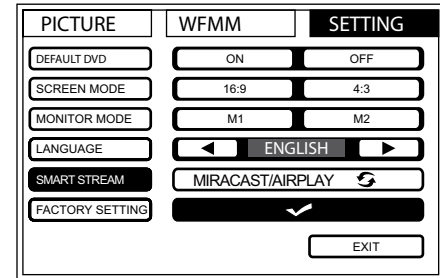 PICTURE WFMM SETTING
DEFAULT DVD ON OFF
SCREEN MODE 16:9 4:3
MONITOR MODE M1 M2
LANGUAGE ENGLISH
SMART STREAM MIRACAST/AIRPLAY
FACTORY SETTING
EXIT